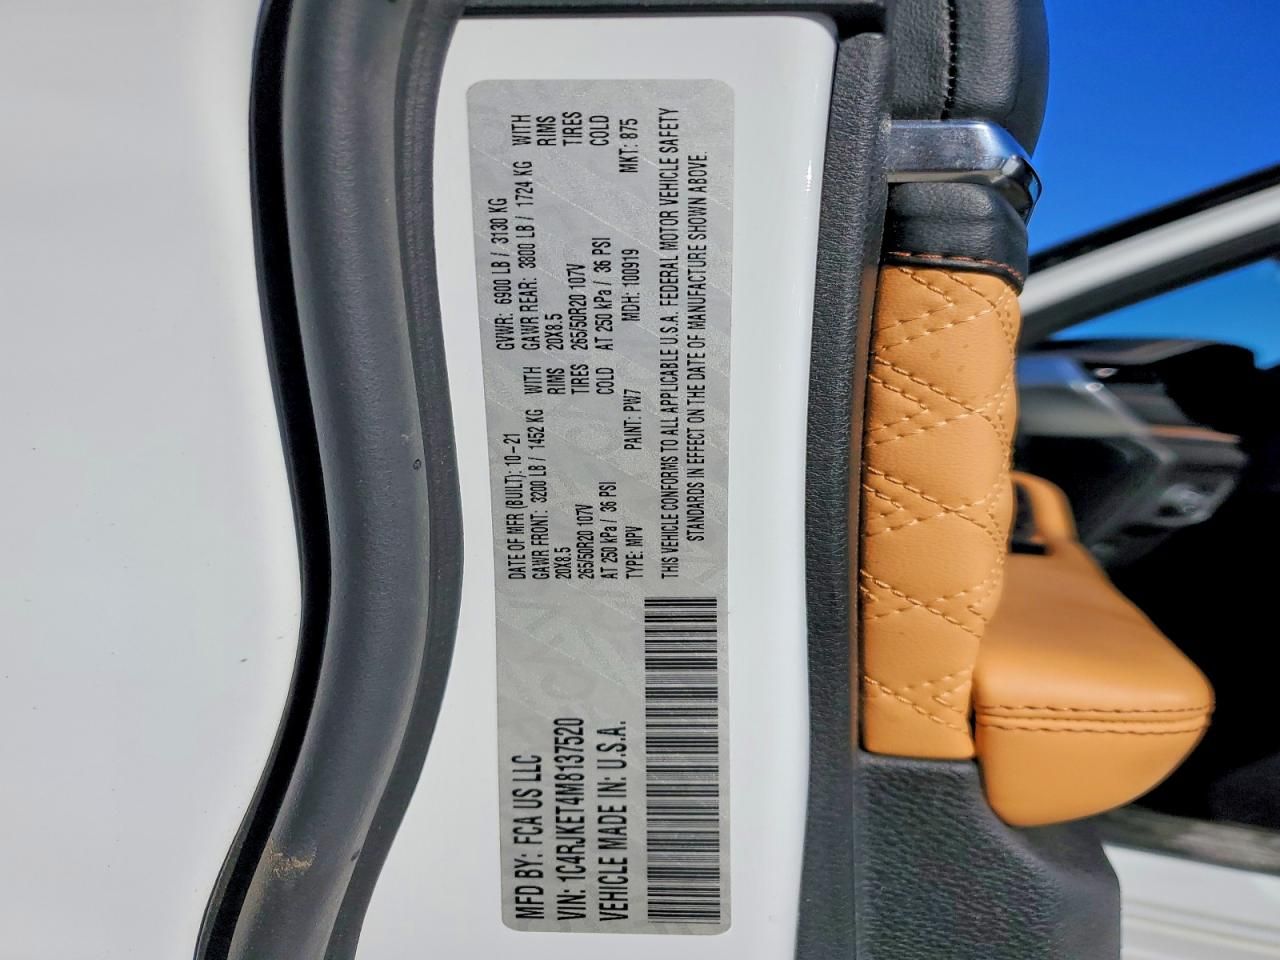 MFD BY: FCA US LLC
DATE OF MFR (BUILT): 10-21
GVWR: 6900 LB / 3130 KG
VIN: 1C4RJKET4M8137520
GAWR FRONT: 3200 LB / 1452 KG WITH
GAWR REAR: 3800 LB / 1724 KG WITH
VEHICLE MADE IN: U.S.A.
20X8.5 RIMS
20X8.5 RIMS
265/50R20 107V TIRES
265/50R20 107V TIRES
AT 250 kPa / 36 PSI COLD
AT 250 kPa / 36 PSI COLD
TYPE: MPV PAINT: PW7 MDH: 100919 MKT: 875
THIS VEHICLE CONFORMS TO ALL APPLICABLE U.S.A. FEDERAL MOTOR VEHICLE SAFETY
STANDARDS IN EFFECT ON THE DATE OF MANUFACTURE SHOWN ABOVE.